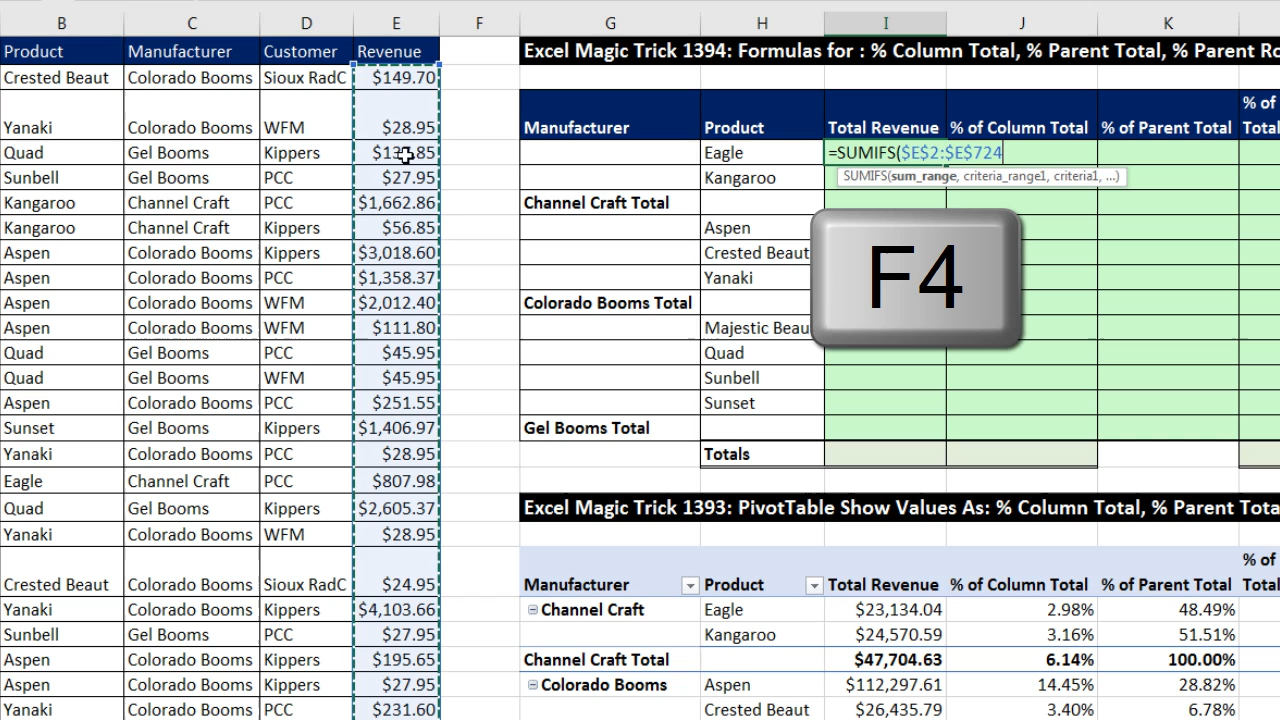 B C D E F G H I J K
Product Manufacturer Customer Revenue Excel Magic Trick 1394: Formulas for : % Column Total, % Parent Total, % Parent Ro
Crested Beaut Colorado Booms Sioux RadC $149.70
% of
Yanaki Colorado Booms WFM $28.95 Manufacturer Product Total Revenue % of Column Total % of Parent Total Total
Quad Gel Booms Kippers Eagle =SUMIFS($E$2:$E$724
Sunbell Gel Booms PCC $27.95 Kangaroo SUMIFS(sum_range, criteria_range1, criteria1, ...)
Kangaroo Channel Craft PCC $1,662.86 Channel Craft Total
Kangaroo Channel Craft Kippers $56.85 Aspen
Aspen Colorado Booms Kippers $3,018.60 Crested Beaut
Aspen Colorado Booms PCC $1,358.37 Yanaki F4
Aspen Colorado Booms WFM $2,012.40 Colorado Booms Total
Aspen Colorado Booms WFM $111.80 Majestic Beau
Quad Gel Booms PCC $45.95 Quad
Quad Gel Booms WFM $45.95 Sunbell
Aspen Colorado Booms PCC $251.55 Sunset
Sunset Gel Booms Kippers $1,406.97 Gel Booms Total
Yanaki Colorado Booms PCC $28.95 Totals
Eagle Channel Craft PCC $807.98
Quad Gel Booms Kippers $2,605.37 Excel Magic Trick 1393: PivotTable Show Values As: % Column Total, % Parent Tota
Yanaki Colorado Booms WFM $28.95
% of
Crested Beaut Colorado Booms Sioux RadC $24.95 Manufacturer Product Total Revenue % of Column Total % of Parent Total Total
Yanaki Colorado Booms Kippers $4,103.66 Channel Craft Eagle $23,134.04 2.98% 48.49%
Sunbell Gel Booms PCC $27.95 Kangaroo $24,570.59 3.16% 51.51%
Aspen Colorado Booms Kippers $195.65 Channel Craft Total $47,704.63 6.14% 100.00%
Aspen Colorado Booms Kippers $27.95 Colorado Booms Aspen $112,297.61 14.45% 28.82%
Yanaki Colorado Booms PCC $231.60 Crested Beaut $26,435.79 3.40% 6.78%